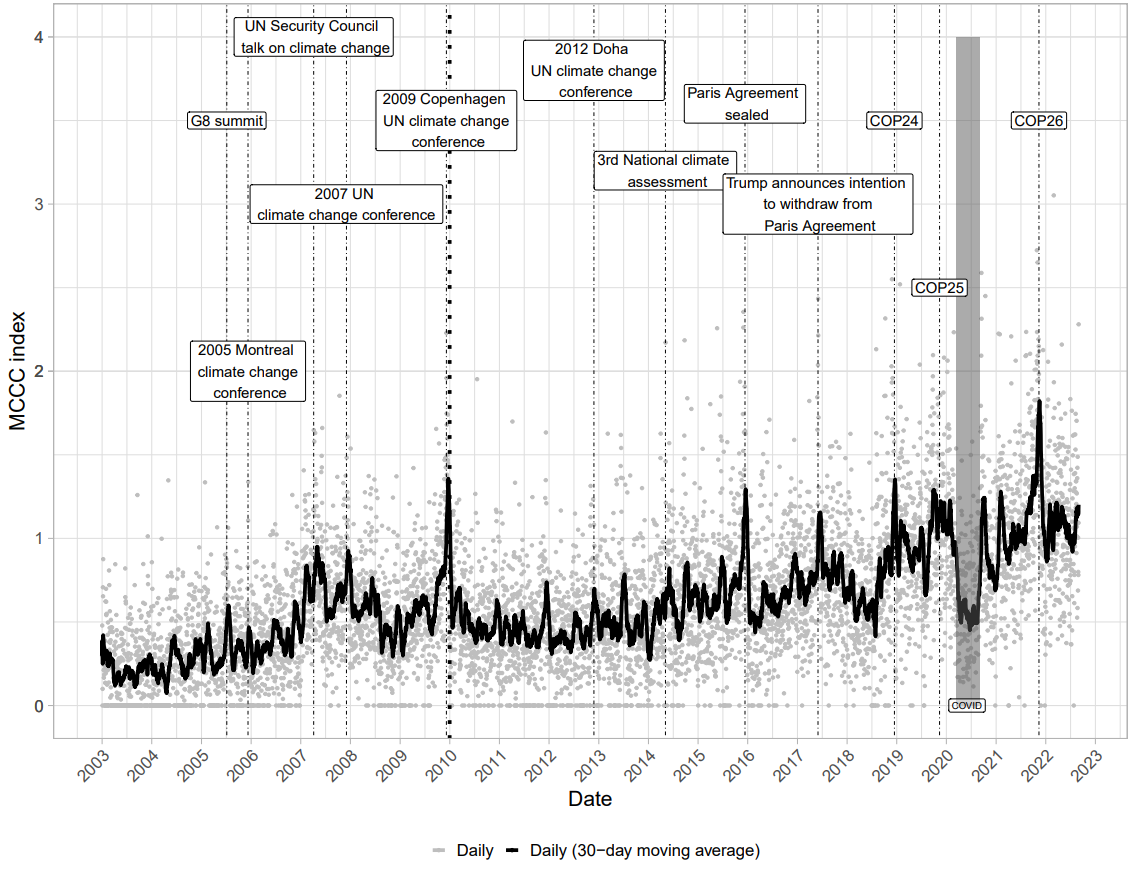 UN Security Council
talk on climate change
2012 Doha
UN climate change
conference
Paris Agreement
sealed
2009 Copenhagen
UN climate change
conference
G8 summit
COP24
COP26
3rd National climate
assessment
Trump announces intention
to withdraw from
Paris Agreement
2007 UN
climate change conference
COP25
2005 Montreal
climate change
conference
COVID
MCCC index
4
3
2
1
0
2003
2004
2005
2006
2007
2008
2009
2010
2011
2012
2013
2014
2015
2016
2017
2018
2019
2020
2021
2022
2023
Date
Daily
Daily (30−day moving average)